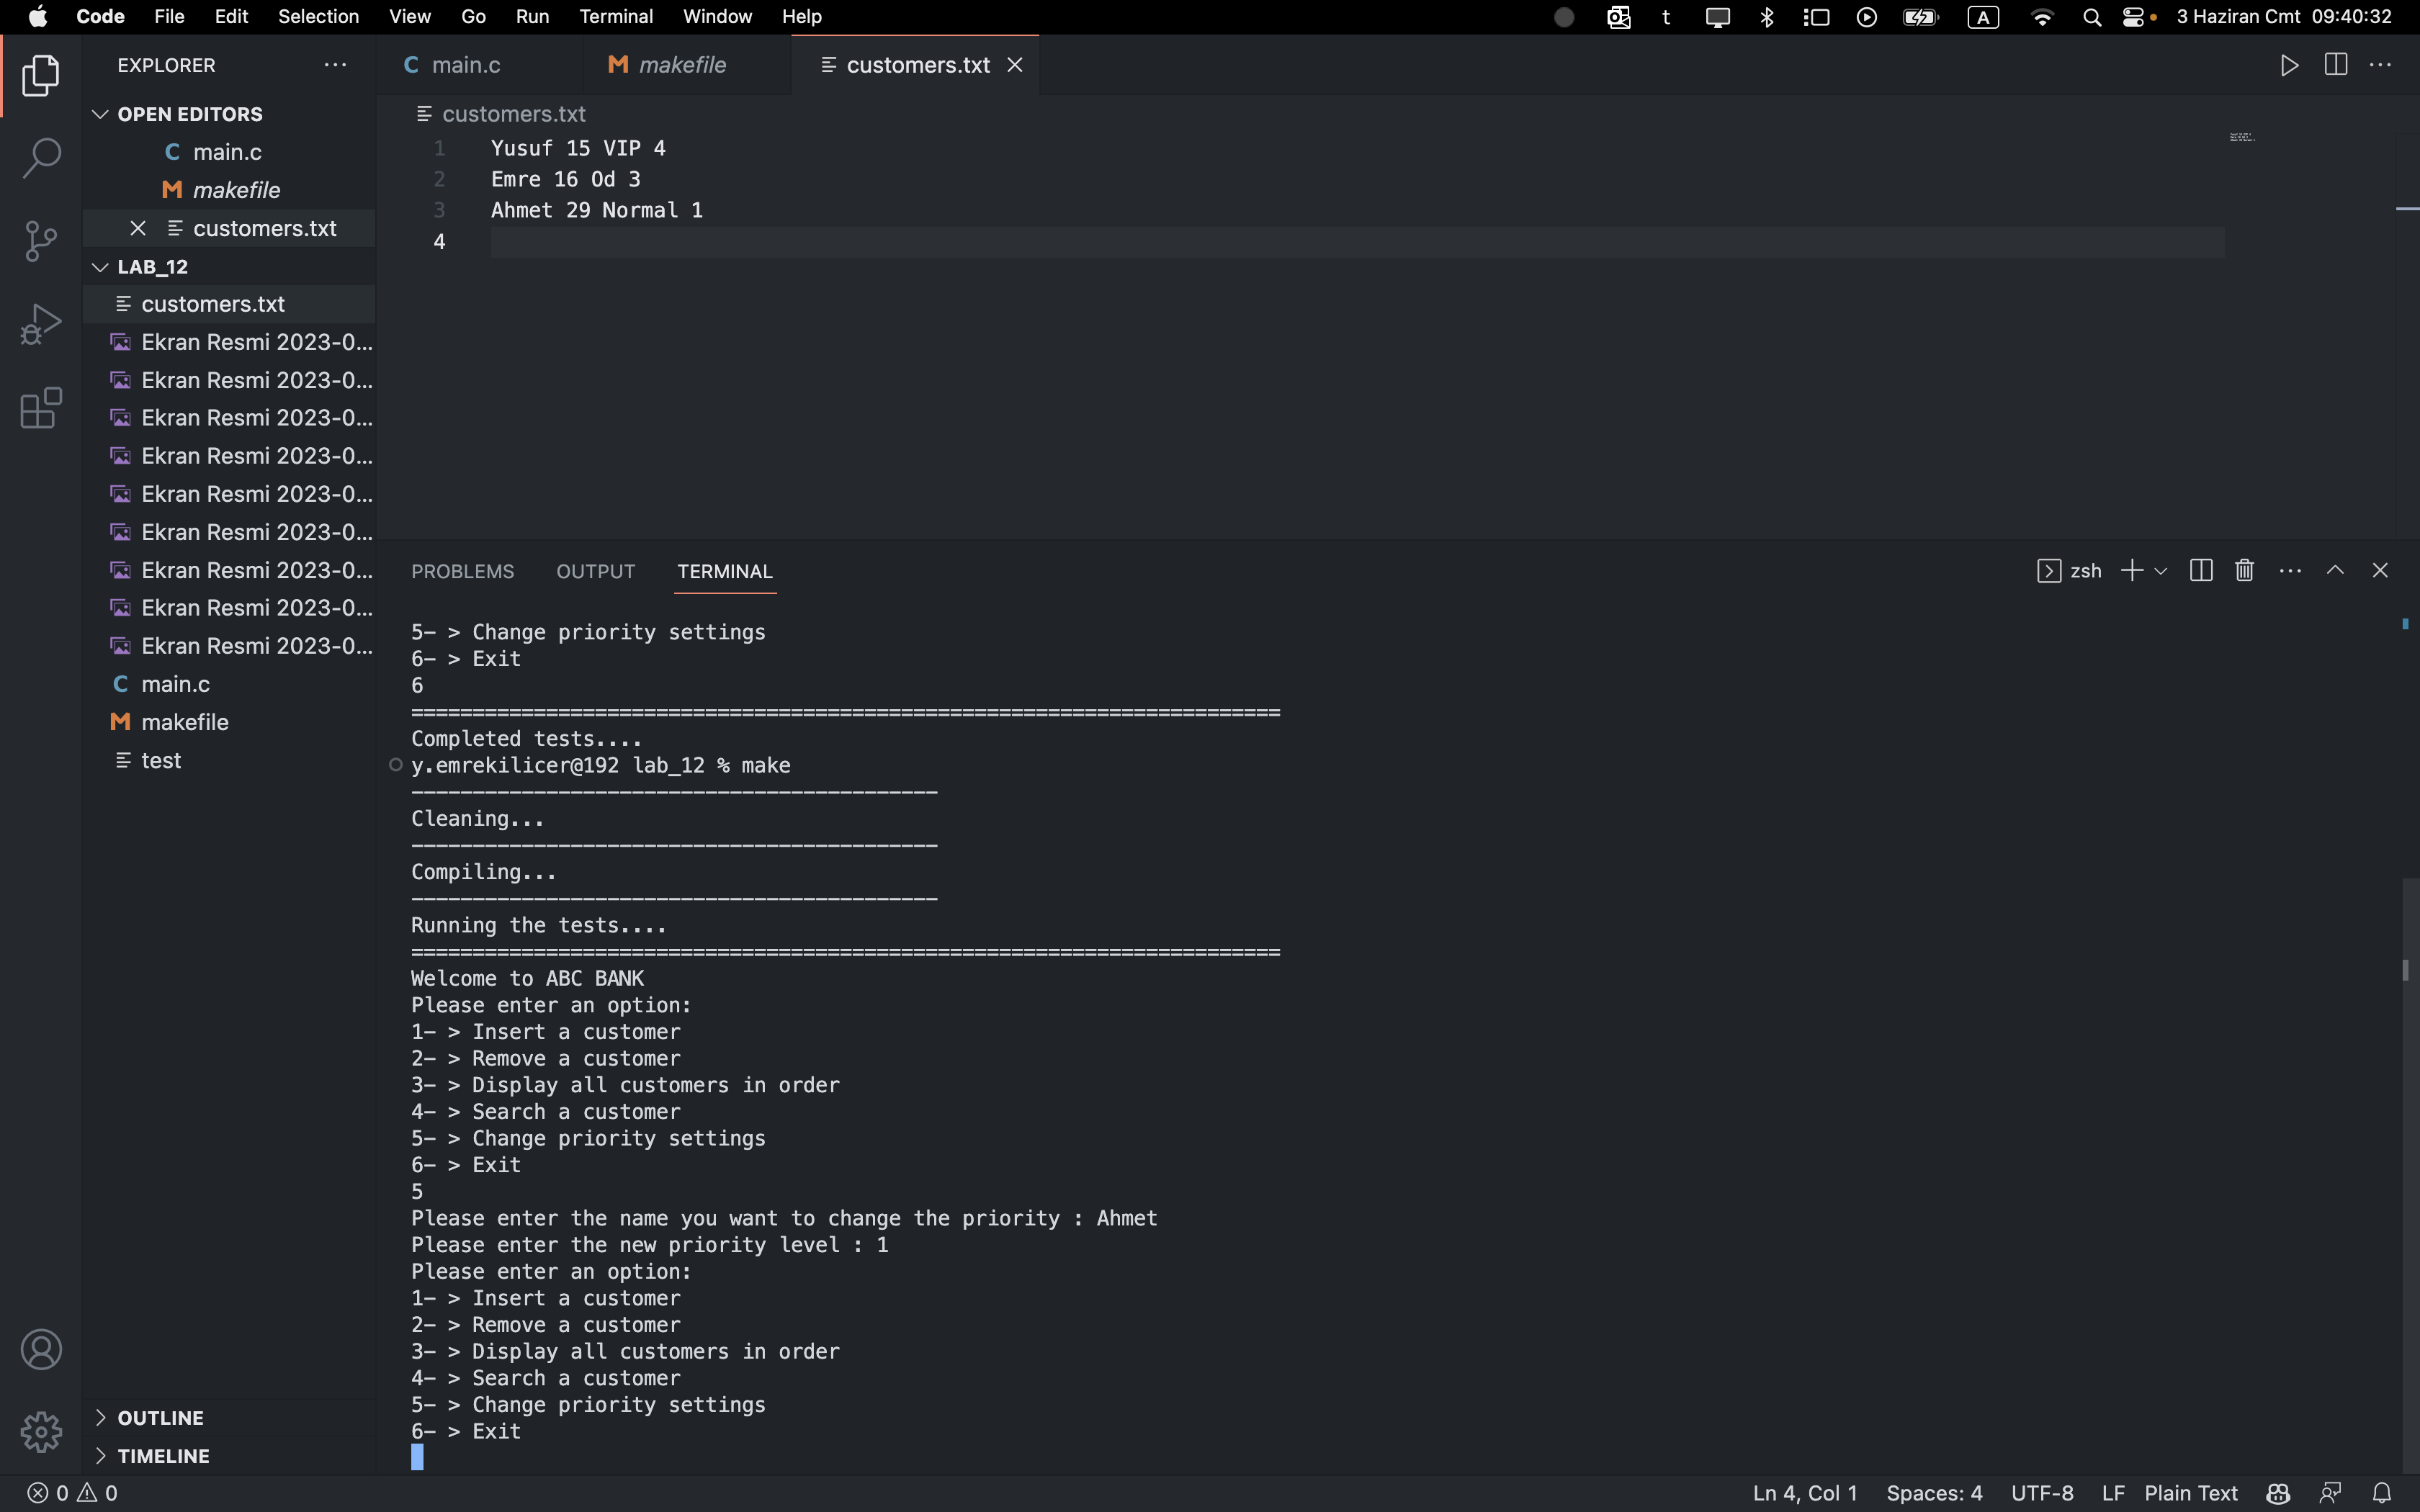 Code File Edit Selection View Go Run Terminal Window Help
t A 3 Haziran Cmt 09:40:32
EXPLORER
OPEN EDITORS
C main.c
M makefile
customers.txt
LAB_12
customers.txt
Ekran Resmi 2023-0...
Ekran Resmi 2023-0...
Ekran Resmi 2023-0...
Ekran Resmi 2023-0...
Ekran Resmi 2023-0...
Ekran Resmi 2023-0...
Ekran Resmi 2023-0...
Ekran Resmi 2023-0...
Ekran Resmi 2023-0...
C main.c
M makefile
test
OUTLINE
TIMELINE
C main.c M makefile customers.txt
customers.txt
1 Yusuf 15 VIP 4
2 Emre 16 Od 3
3 Ahmet 29 Normal 1
4
PROBLEMS OUTPUT TERMINAL
zsh
5- > Change priority settings
6- > Exit
6
=======================================================================
Completed tests....
y.emrekilicer@192 lab_12 % make
-------------------------------------------
Cleaning...
-------------------------------------------
Compiling...
-------------------------------------------
Running the tests....
=======================================================================
Welcome to ABC BANK
Please enter an option:
1- > Insert a customer
2- > Remove a customer
3- > Display all customers in order
4- > Search a customer
5- > Change priority settings
6- > Exit
5
Please enter the name you want to change the priority : Ahmet
Please enter the new priority level : 1
Please enter an option:
1- > Insert a customer
2- > Remove a customer
3- > Display all customers in order
4- > Search a customer
5- > Change priority settings
6- > Exit
0 0
Ln 4, Col 1 Spaces: 4 UTF-8 LF Plain Text